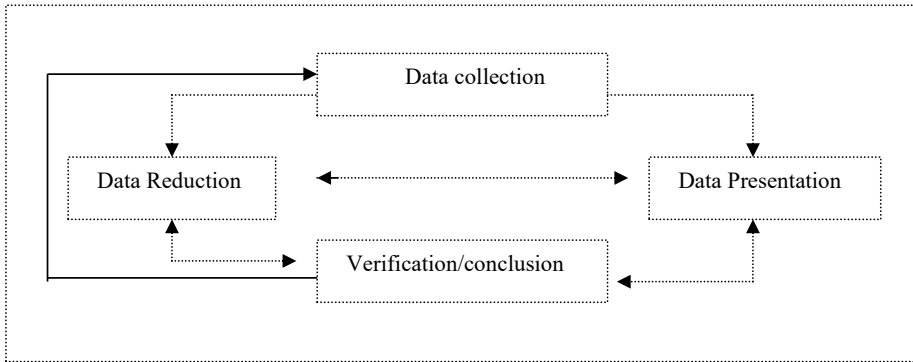 Data collection
Data Reduction
Data Presentation
Verification/conclusion